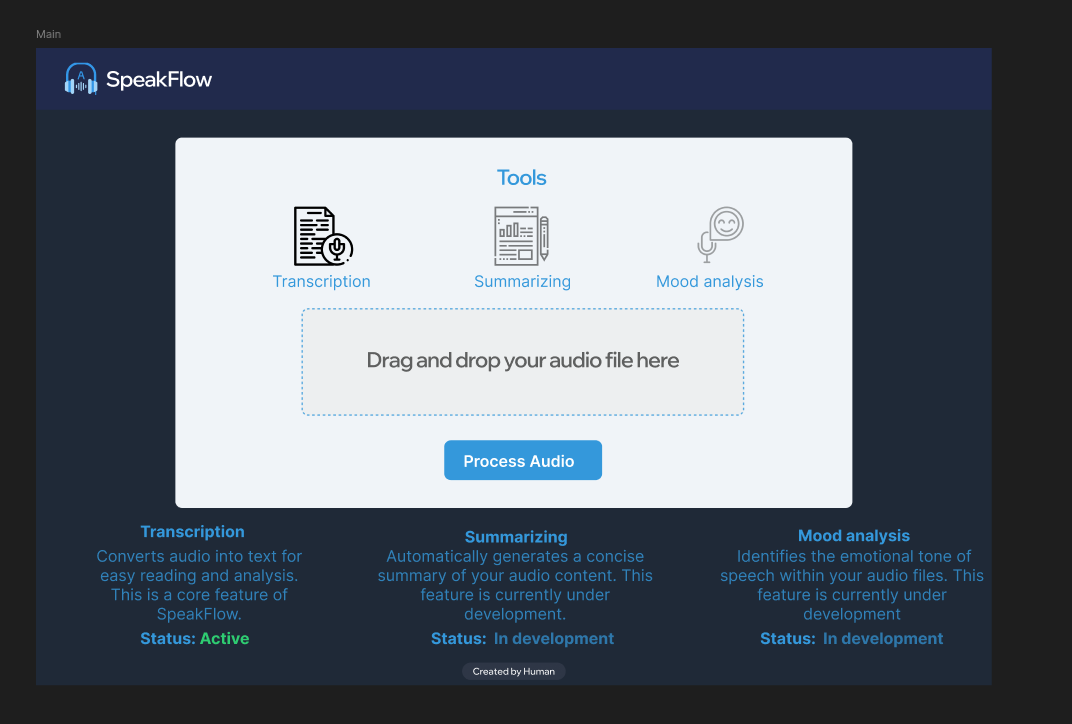 Main
A
SpeakFlow
Tools
Transcription
Summarizing
Mood analysis
Drag and drop your audio file here
Process Audio
Transcription
Converts audio into text for
easy reading and analysis.
This is a core feature of
SpeakFlow.
Status: Active
Summarizing
Automatically generates a concise
summary of your audio content. This
feature is currently under
development.
Status: In development
Mood analysis
Identifies the emotional tone of
speech within your audio files. This
feature is currently under
development
Status: In development
Created by Human